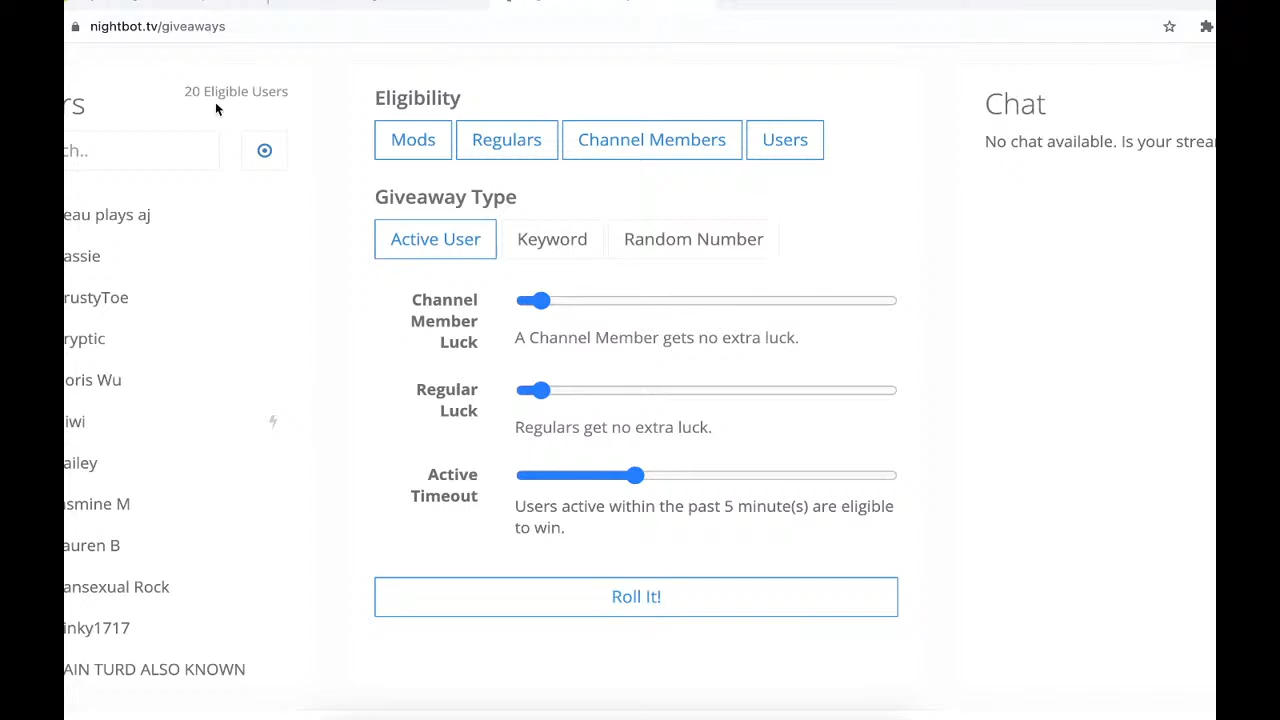 nightbot.tv/giveaways
20 Eligible Users
rs
ch..
eau plays aj
assie
rustyToe
ryptic
oris Wu
iwi
ailey
asmine M
auren B
ansexual Rock
inky1717
AIN TURD ALSO KNOWN
Eligibility
Mods Regulars Channel Members Users
Giveaway Type
Active User Keyword Random Number
Channel
Member
Luck
A Channel Member gets no extra luck.
Regular
Luck
Regulars get no extra luck.
Active
Timeout
Users active within the past 5 minute(s) are eligible
to win.
Roll It!
Chat
No chat available. Is your strea